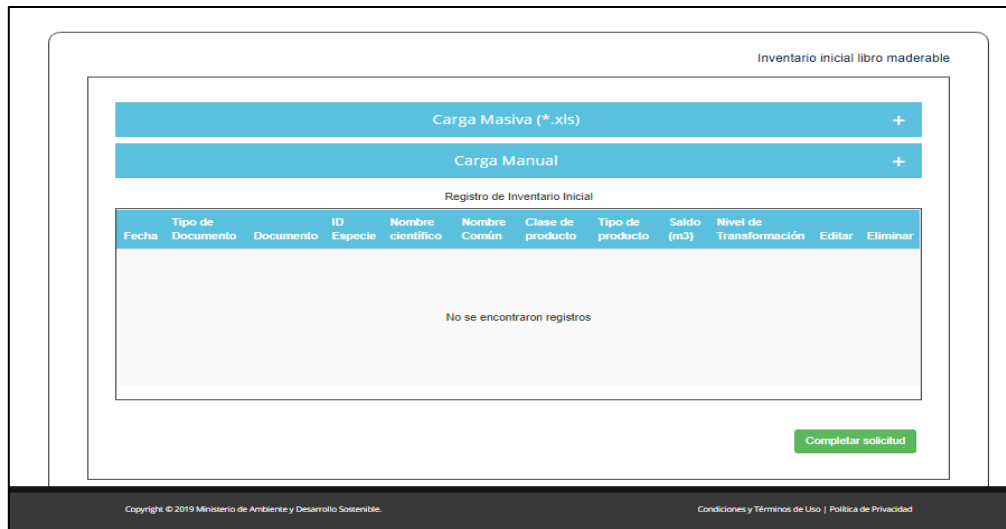 Inventario inicial libro maderable
Carga Masiva (*.xls) +
Carga Manual +
Registro de Inventario Inicial
Fecha Tipo de Documento Documento ID Especie Nombre científico Nombre Común Clase de producto Tipo de producto Saldo (m3) Nivel de Transformación Editar Eliminar
No se encontraron registros
Completar solicitud
Copyright © 2019 Ministerio de Ambiente y Desarrollo Sostenible. Condiciones y Términos de Uso | Política de Privacidad